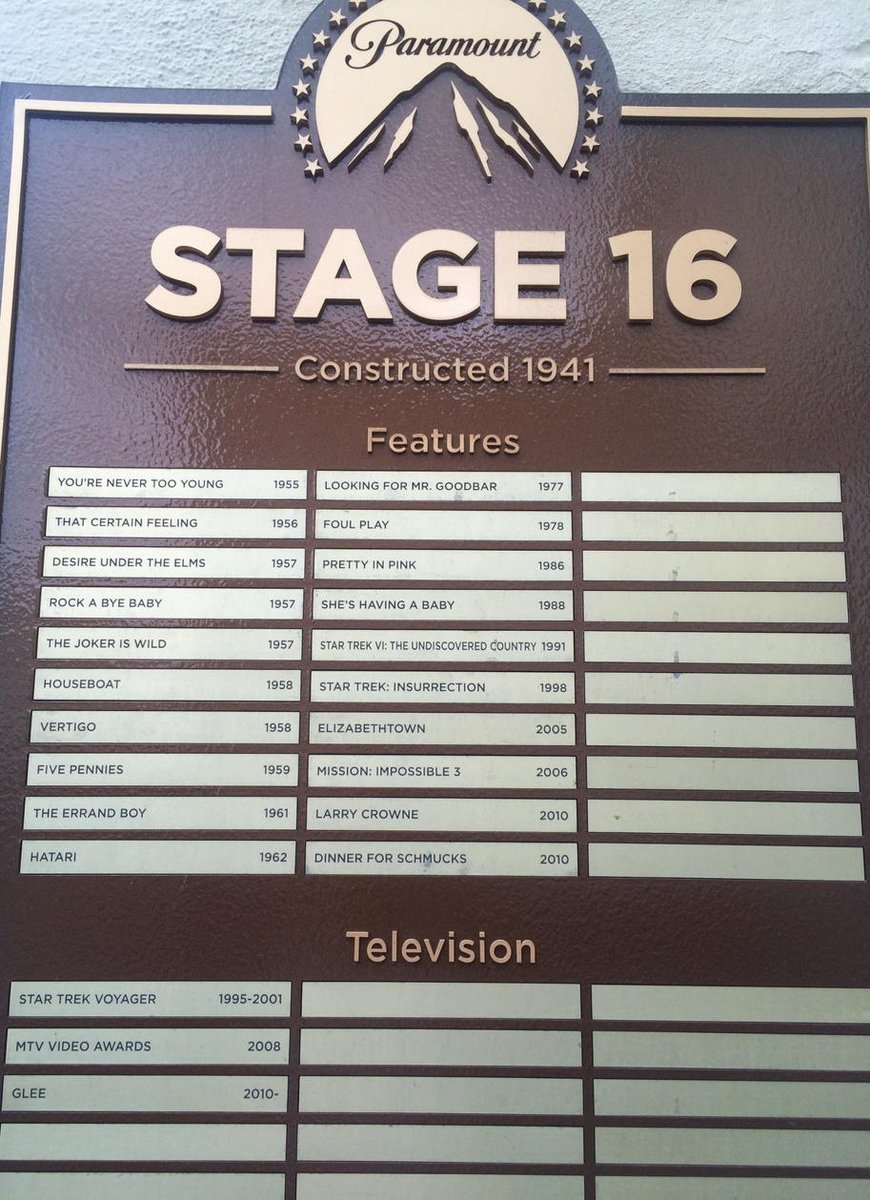 Paramount
STAGE 16
Constructed 1941
Features
YOU'RE NEVER TOO YOUNG 1955
THAT CERTAIN FEELING 1956
DESIRE UNDER THE ELMS 1957
ROCK A BYE BABY 1957
THE JOKER IS WILD 1957
HOUSEBOAT 1958
VERTIGO 1958
FIVE PENNIES 1959
THE ERRAND BOY 1961
HATARI 1962
LOOKING FOR MR. GOODBAR 1977
FOUL PLAY 1978
PRETTY IN PINK 1986
SHE'S HAVING A BABY 1988
STAR TREK VI: THE UNDISCOVERED COUNTRY 1991
STAR TREK: INSURRECTION 1998
ELIZABETHTOWN 2005
MISSION: IMPOSSIBLE 3 2006
LARRY CROWNE 2010
DINNER FOR SCHMUCKS 2010
Television
STAR TREK VOYAGER 1995-2001
MTV VIDEO AWARDS 2008
GLEE 2010-